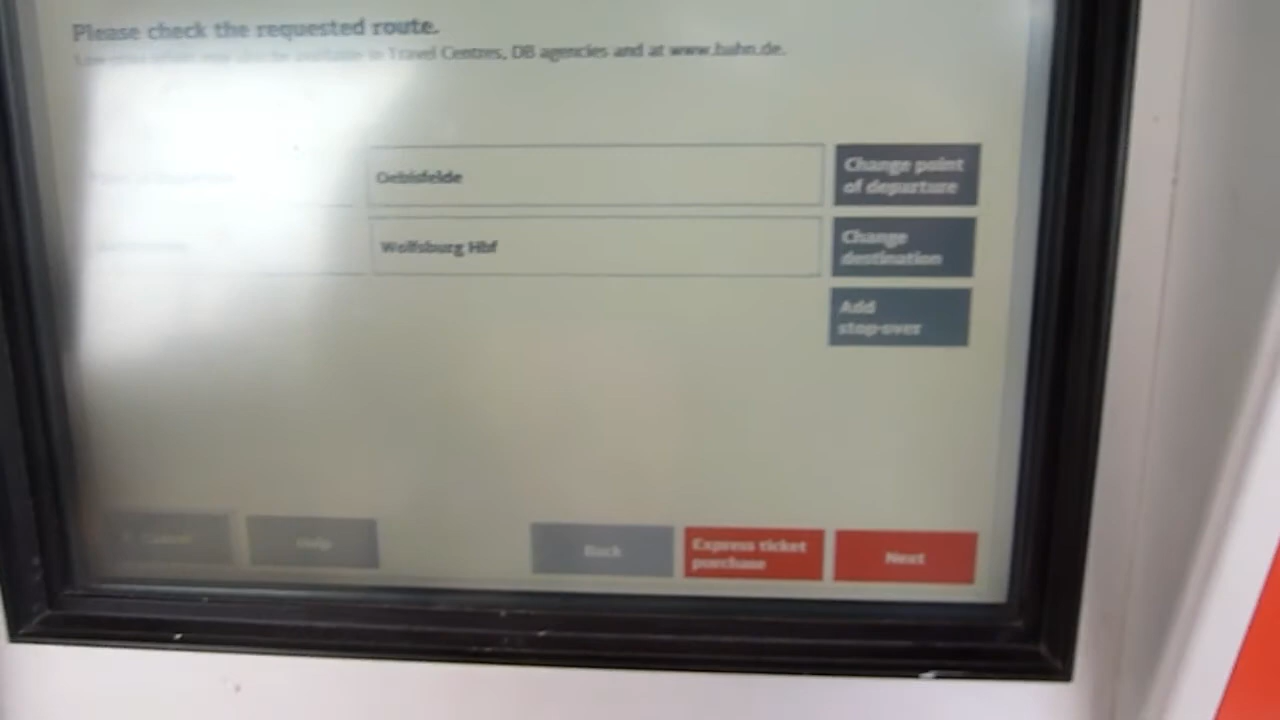 Please check the requested route.
Travel Centres, DB agencies and at www.bahn.de.
Oebisfelde
Change point
of departure
Wolfsburg Hbf
Change
destination
Add
stop-over
Cancel
Help
Back
Express ticket
purchase
Next